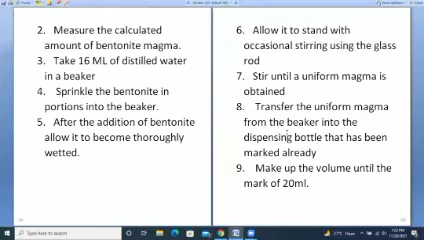 2. Measure the calculated
amount of bentonite magma.
3. Take 16 ML of distilled water
in a beaker
4. Sprinkle the bentonite in
portions into the beaker.
5. After the addition of bentonite
allow it to become thoroughly
wetted.
6. Allow it to stand with
occasional stirring using the glass
rod
7. Stir until a uniform magma is
obtained
8. Transfer the uniform magma
from the beaker into the
dispensing bottle that has been
marked already
9. Make up the volume until the
mark of 20ml.
Type here to search